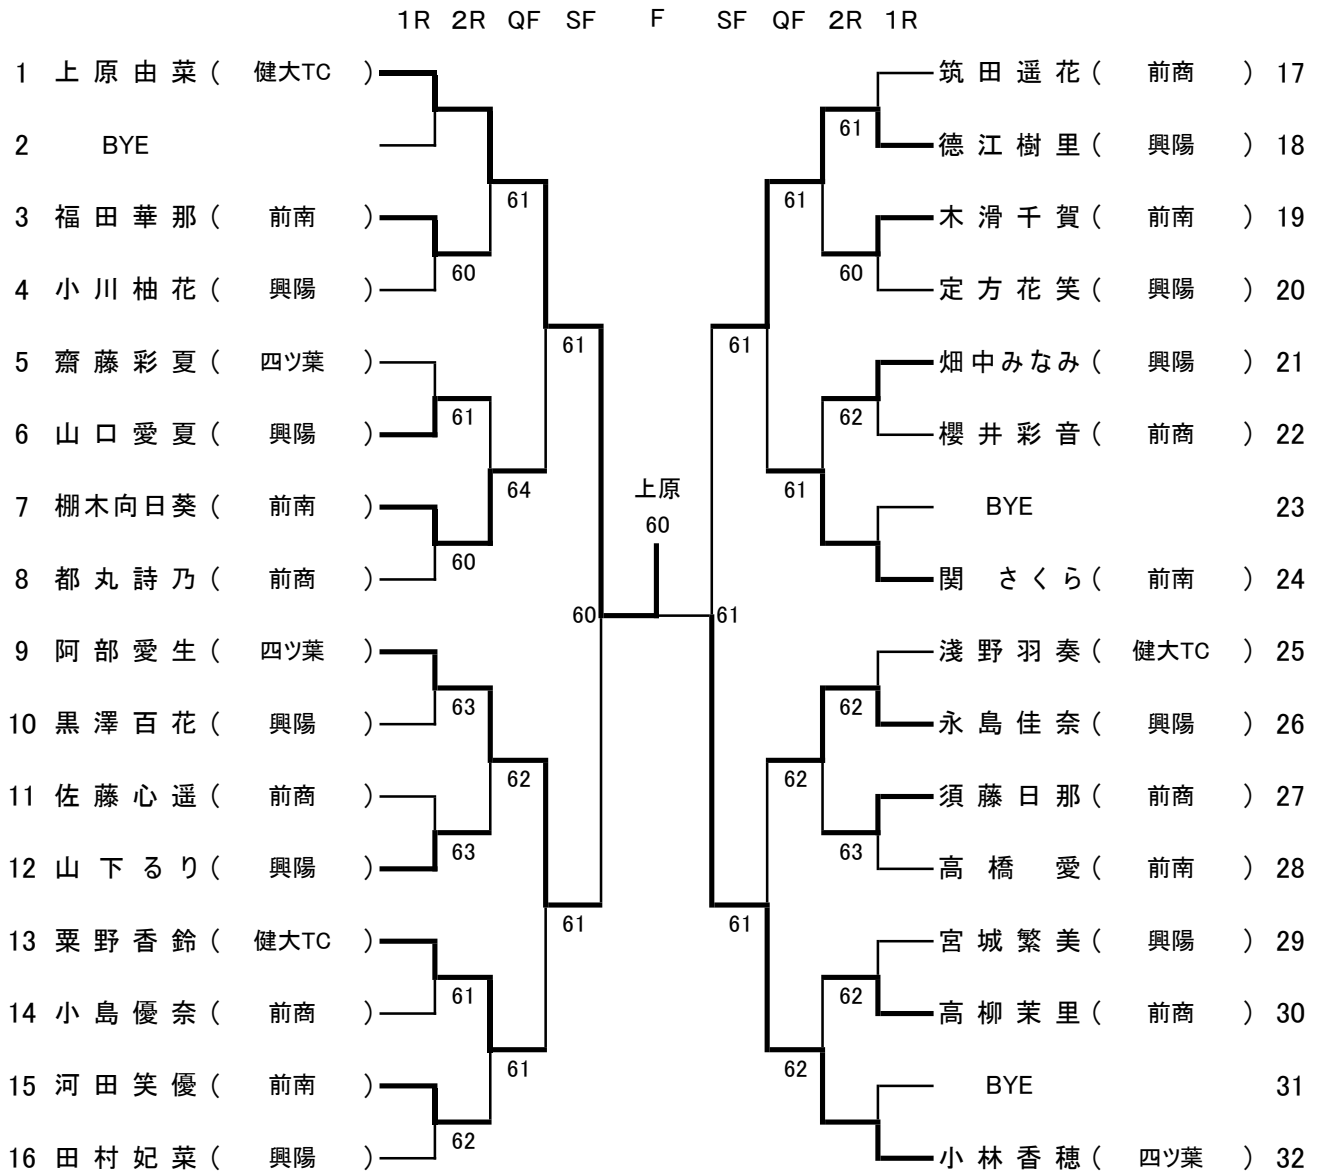 1R 2R QF SF F SF QF 2R 1R
1 上原由菜( 健大TC ) 筑田遥花( 前商 ) 17
61
2 BYE 德江樹里( 興陽 ) 18
61 61
3 福田華那( 前南 ) 木滑千賀( 前南 ) 19
60 60
4 小川柚花( 興陽 ) 定方花笑( 興陽 ) 20
61 61
5 齋藤彩夏( 四ツ葉 ) 畑中みなみ( 興陽 ) 21
61 62
6 山口愛夏( 興陽 ) 櫻井彩音( 前商 ) 22
64 上原 61
7 棚木向日葵( 前南 ) BYE 23
60
60
8 都丸詩乃( 前商 ) 関 さくら( 前南 ) 24
60 61
9 阿部愛生( 四ツ葉 ) 淺野羽奏( 健大TC ) 25
63 62
10 黒澤百花( 興陽 ) 永島佳奈( 興陽 ) 26
62 62
11 佐藤心遥( 前商 ) 須藤日那( 前商 ) 27
63 63
12 山下るり( 興陽 ) 高橋 愛( 前南 ) 28
61 61
13 粟野香鈴( 健大TC ) 宮城繁美( 興陽 ) 29
61 62
14 小島優奈( 前商 ) 高柳茉里( 前商 ) 30
61 62
15 河田笑優( 前南 ) BYE 31
62
16 田村妃菜( 興陽 ) 小林香穂( 四ツ葉 ) 32